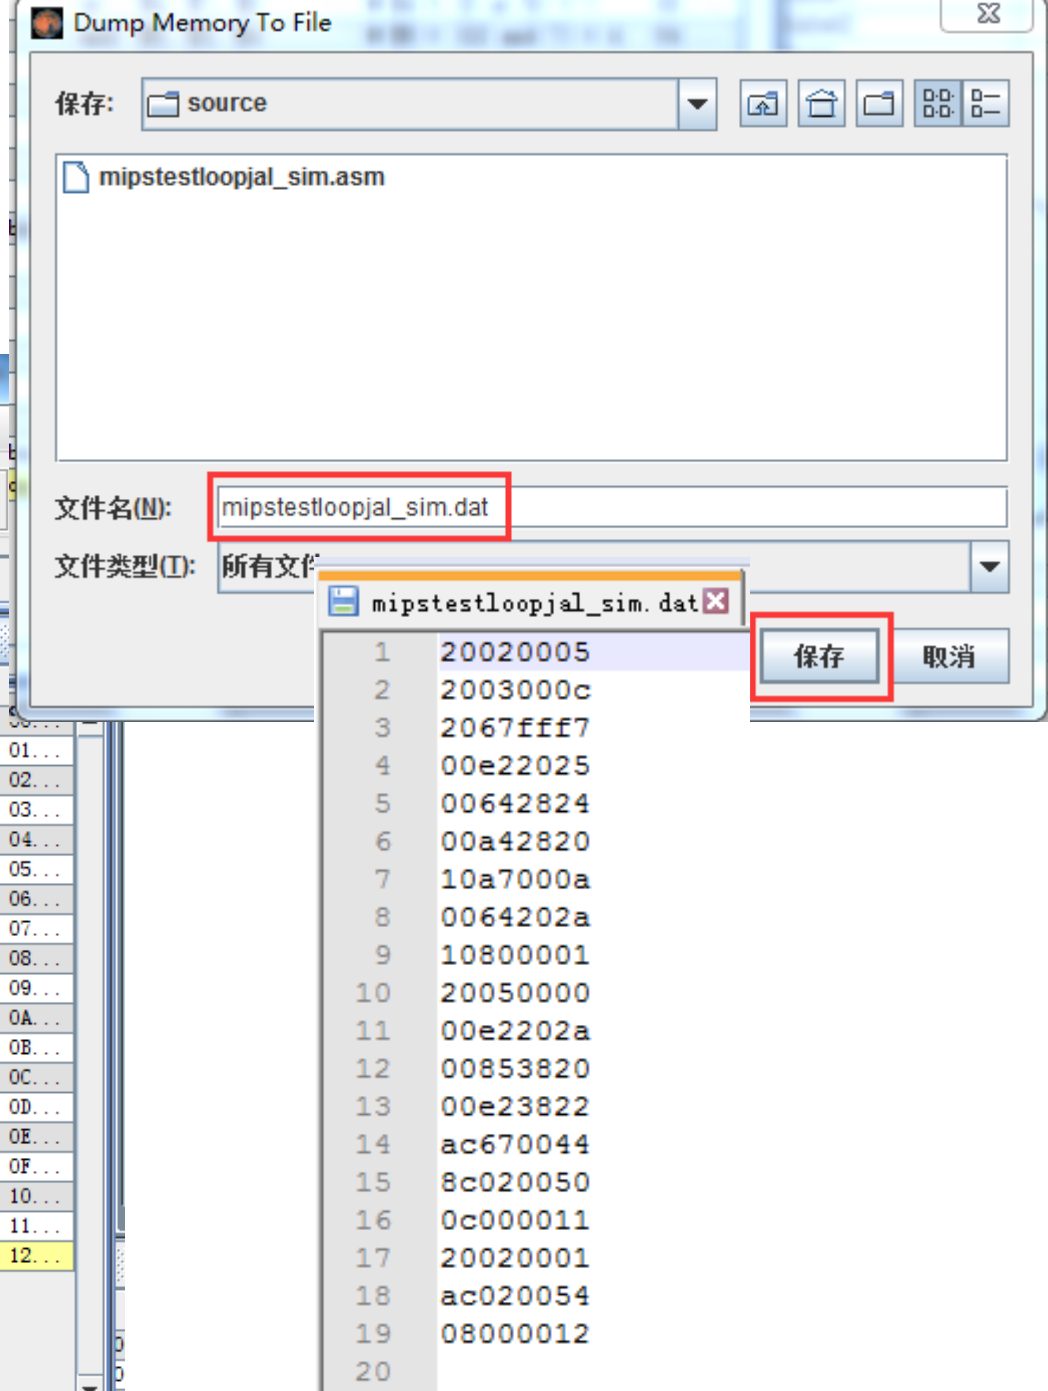 Dump Memory To File
保存:
source
mipstestloopjal_sim.asm
文件名(N):
mipstestloopjal_sim.dat
文件类型(T):
所有文件
mipstestloopjal_sim.dat
保存
取消
1 20020005
2 2003000c
3 2067fff7
4 00e22025
5 00642824
6 00a42820
7 10a7000a
8 0064202a
9 10800001
10 20050000
11 00e2202a
12 00853820
13 00e23822
14 ac670044
15 8c020050
16 0c000011
17 20020001
18 ac020054
19 08000012
20
01...
02...
03...
04...
05...
06...
07...
08...
09...
0A...
0B...
0C...
0D...
0E...
0F...
10...
11...
12...